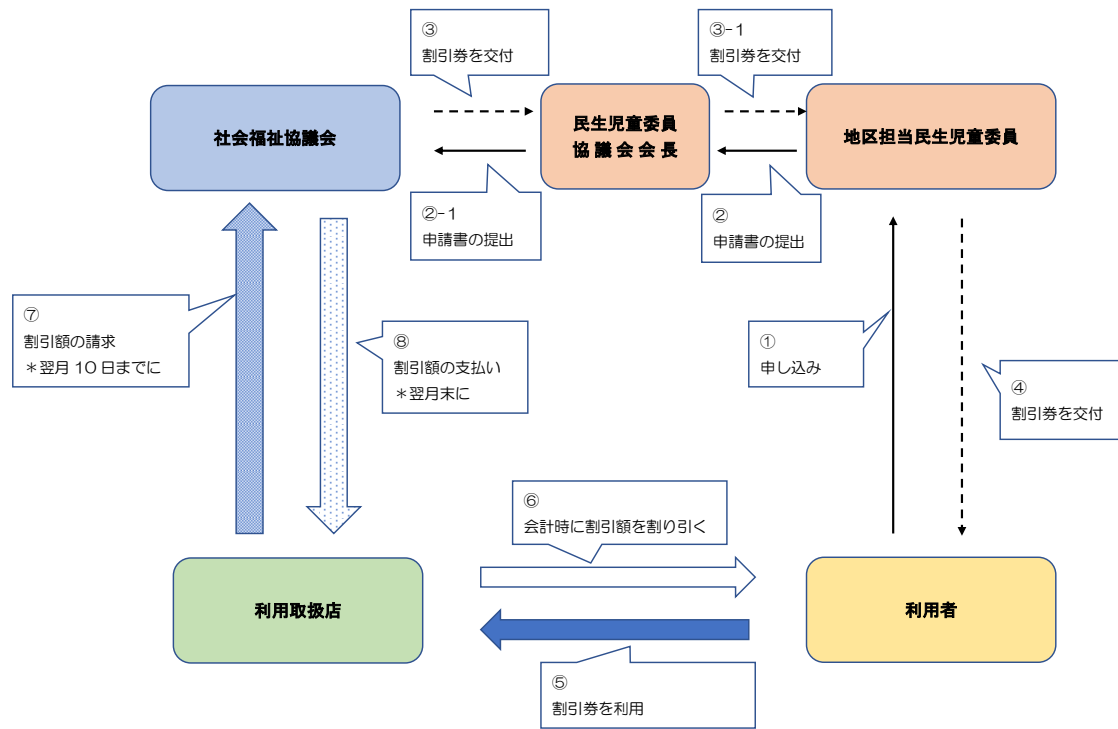 ③
割引券を交付
③-1
割引券を交付
社会福祉協議会
民生児童委員
協 議 会 会 長
地区担当民生児童委員
②-1
申請書の提出
②
申請書の提出
⑦
割引額の請求
＊翌月 10 日までに
⑧
割引額の支払い
＊翌月末に
①
申し込み
④
割引券を交付
⑥
会計時に割引額を割り引く
利用取扱店
利用者
⑤
割引券を利用